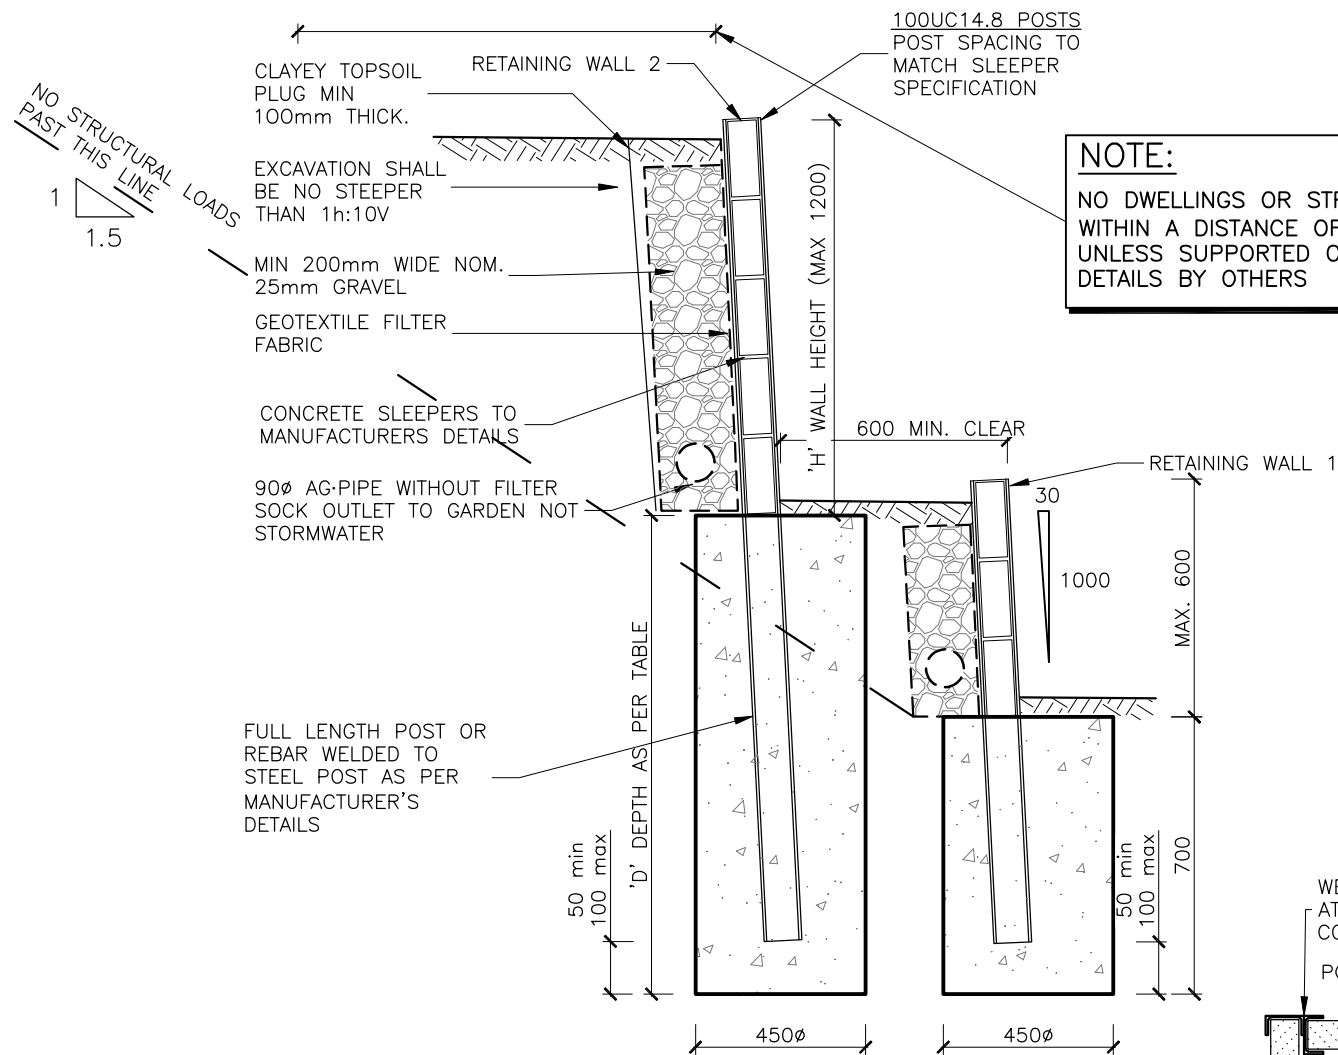 100UC14.8 POSTS
POST SPACING TO
MATCH SLEEPER
SPECIFICATION
RETAINING WALL 2
CLAYEY TOPSOIL
PLUG MIN
100mm THICK.
NO STRUCTURAL LOADS
PAST THIS LINE
1
1.5
EXCAVATION SHALL
BE NO STEEPER
THAN 1h:10V
MIN 200mm WIDE NOM.
25mm GRAVEL
GEOTEXTILE FILTER
FABRIC
CONCRETE SLEEPERS TO
MANUFACTURERS DETAILS
90ø AG-PIPE WITHOUT FILTER
SOCK OUTLET TO GARDEN NOT
STORMWATER
FULL LENGTH POST OR
REBAR WELDED TO
STEEL POST AS PER
MANUFACTURER'S
DETAILS
NOTE:
NO DWELLINGS OR
WITHIN A DISTANCE
UNLESS SUPPORTED
DETAILS BY OTHERS
'H' WALL HEIGHT (MAX 1200)
600 MIN. CLEAR
RETAINING WALL 1
30
1000
MAX. 600
700
'D' DEPTH AS PER TABLE
50 min
100 max
50 min
100 max
450ø
450ø